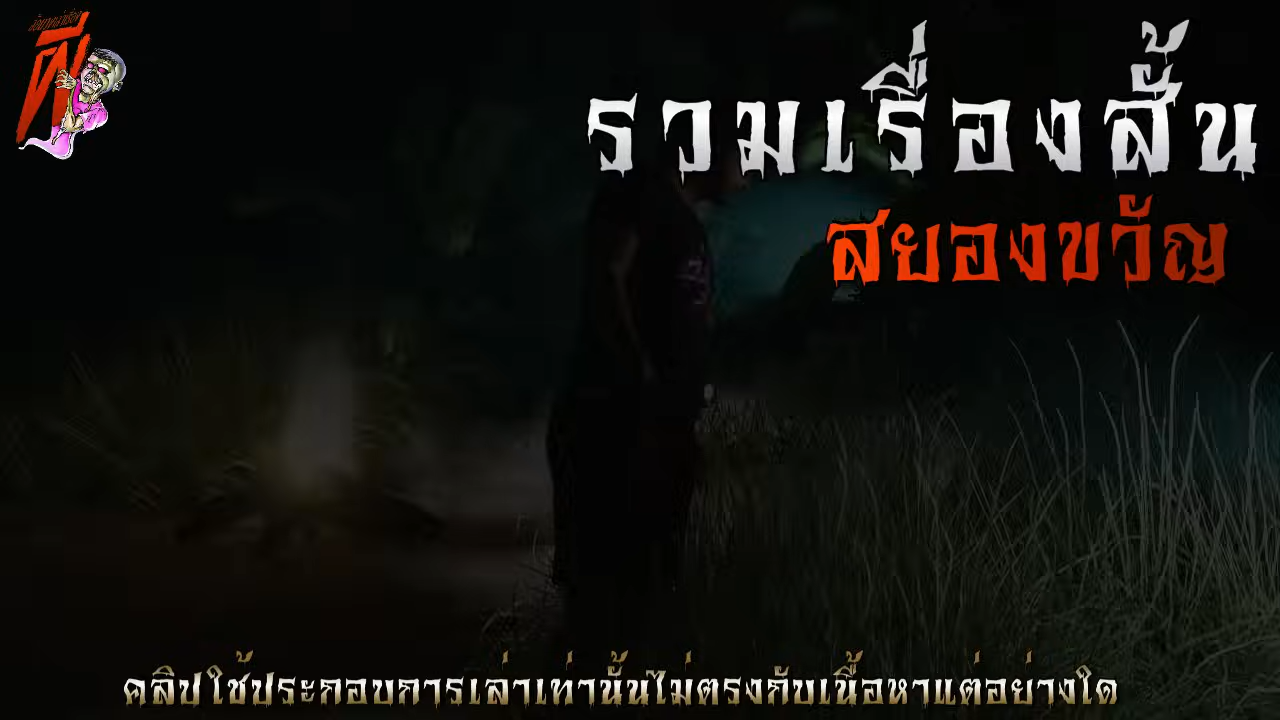 ผี
รวมเรื่องสั้น
สยองขวัญ
คลิปใช้ประกอบการเล่าเท่านั้นไม่ตรงกับเนื้อหาแต่อย่างใด